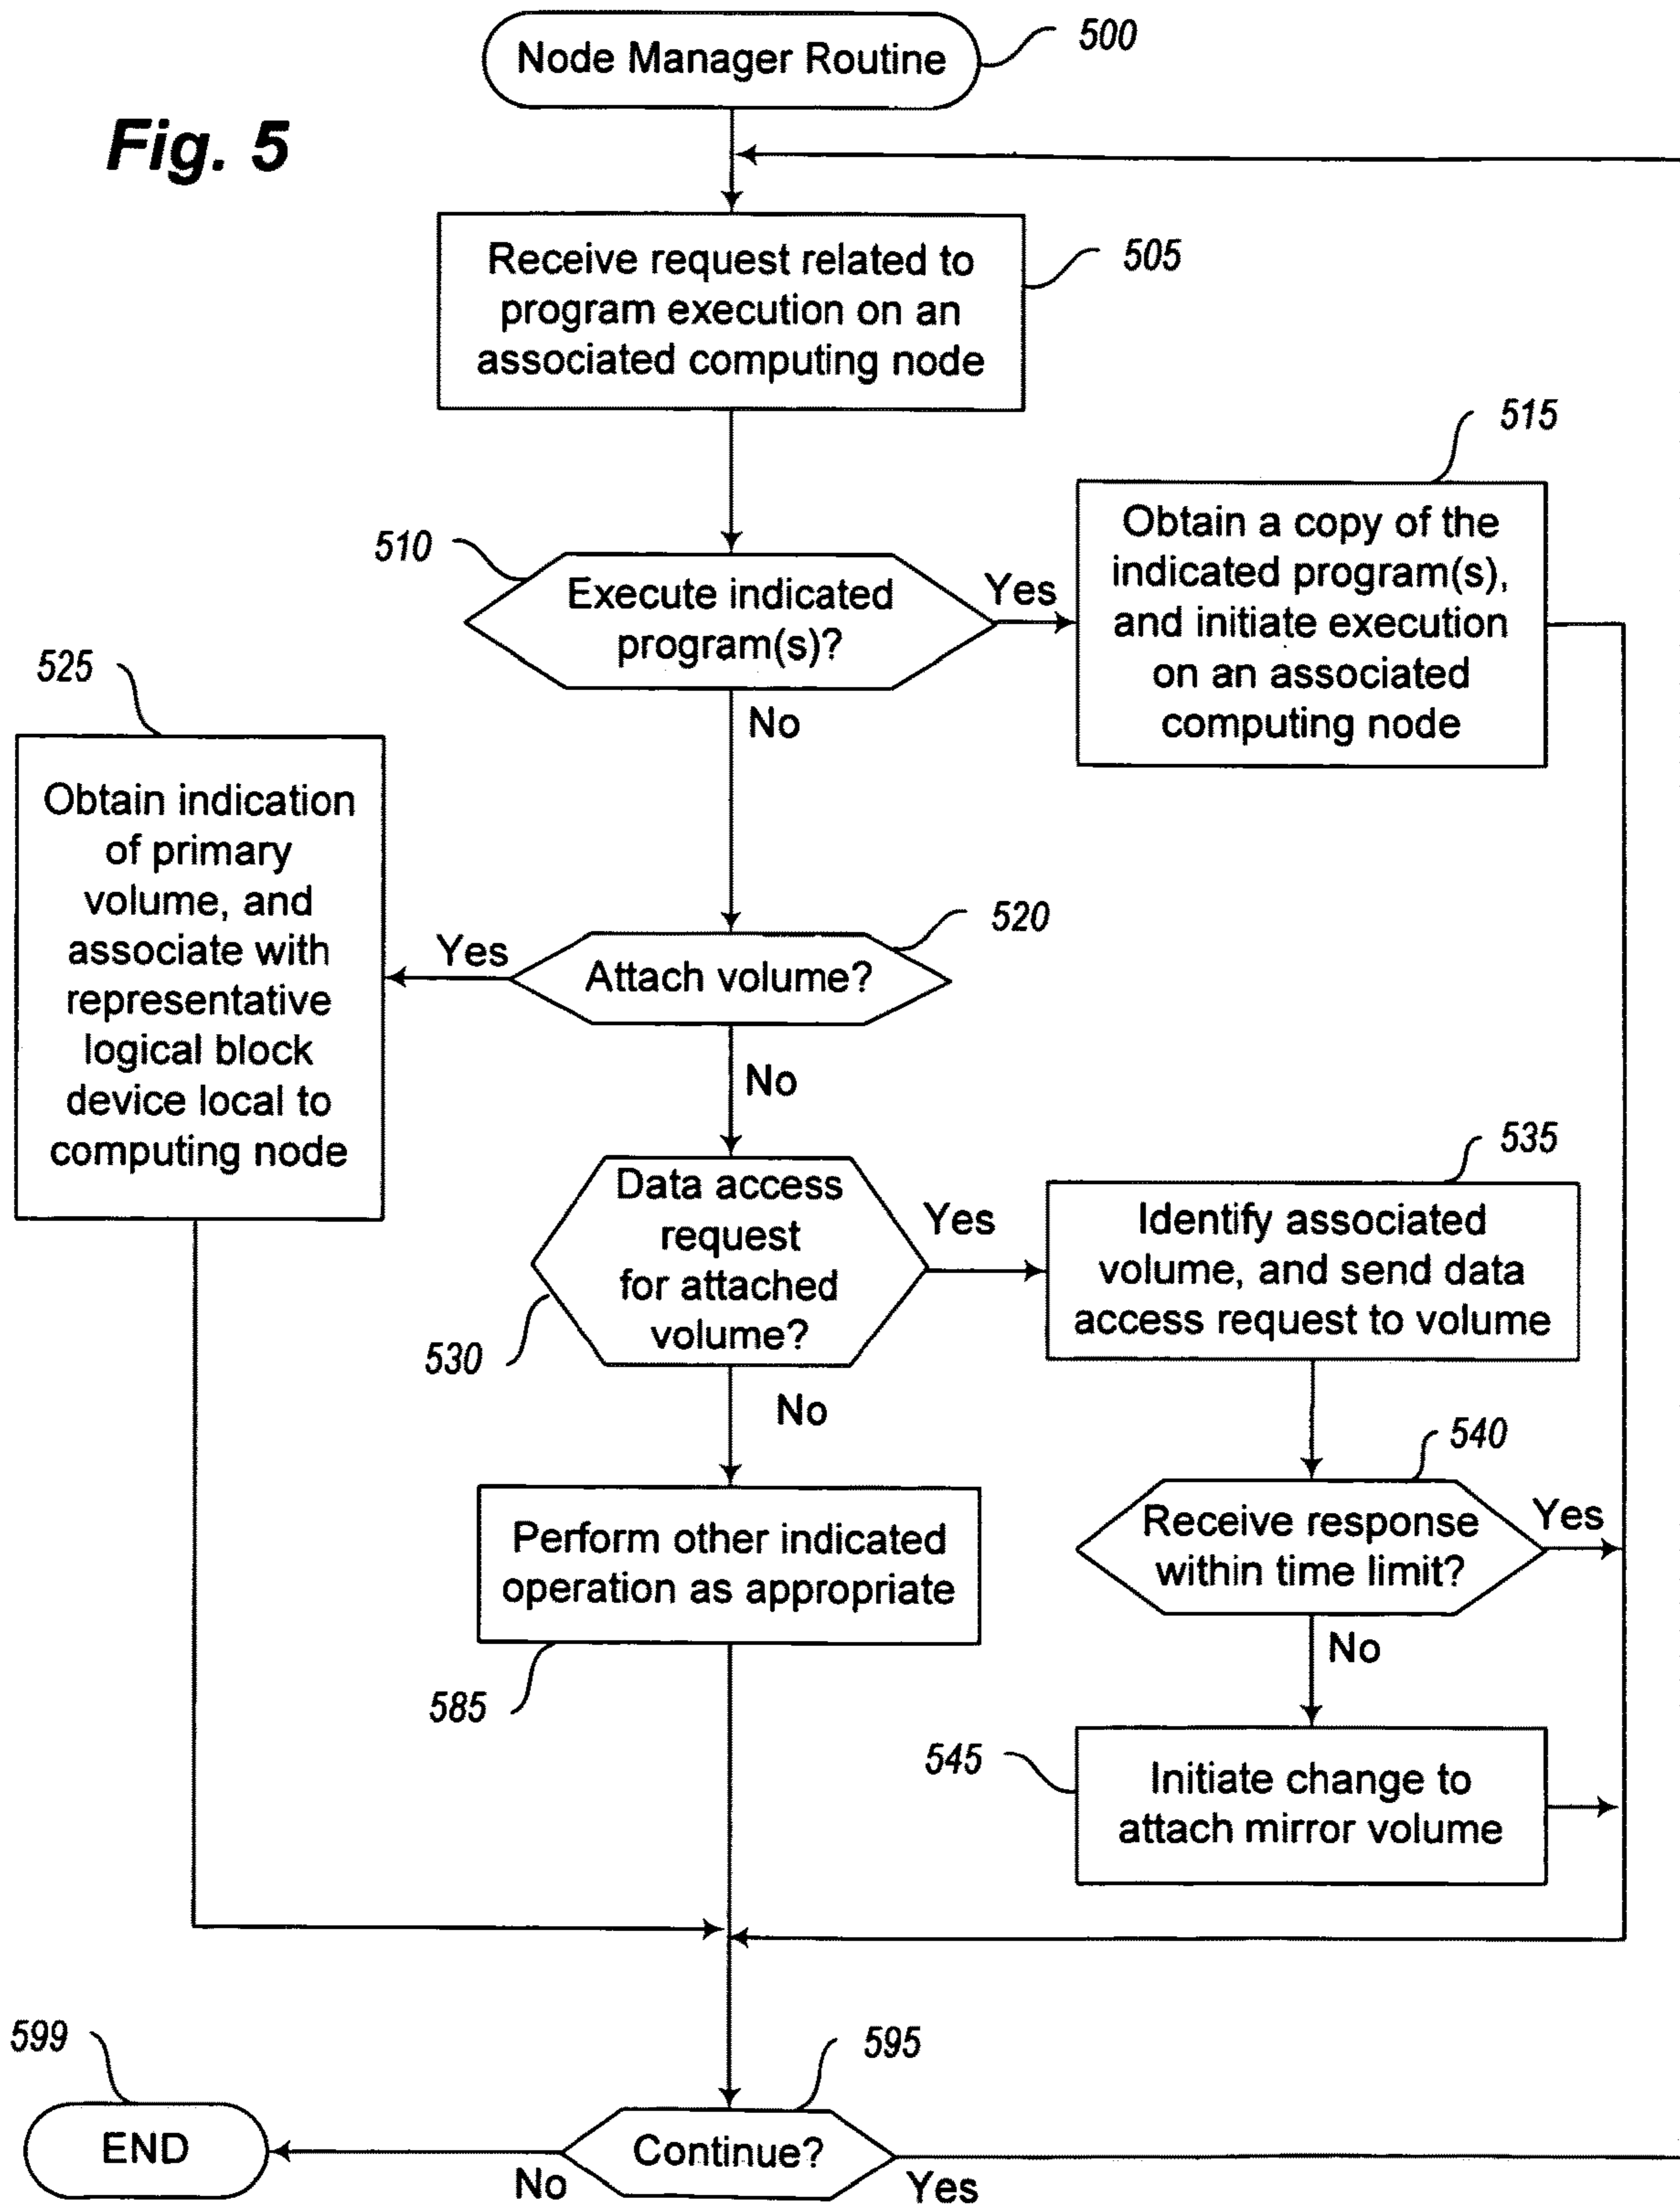 Node Manager Routine
500
Fig. 5
Receive request related to
program execution on an
associated computing node
505
515
510
Execute indicated
program(s)?
Yes
Obtain a copy of the
indicated program(s),
and initiate execution
on an associated
computing node
No
525
Obtain indication
of primary
volume, and
associate with
representative
logical block
device local to
computing node
520
Yes
Attach volume?
No
535
Data access
request
for attached
volume?
Yes
530
Identify associated
volume, and send data
access request to volume
No
540
Perform other indicated
operation as appropriate
585
Receive response
within time limit?
Yes
No
545
Initiate change to
attach mirror volume
599
595
END
No
Continue?
Yes